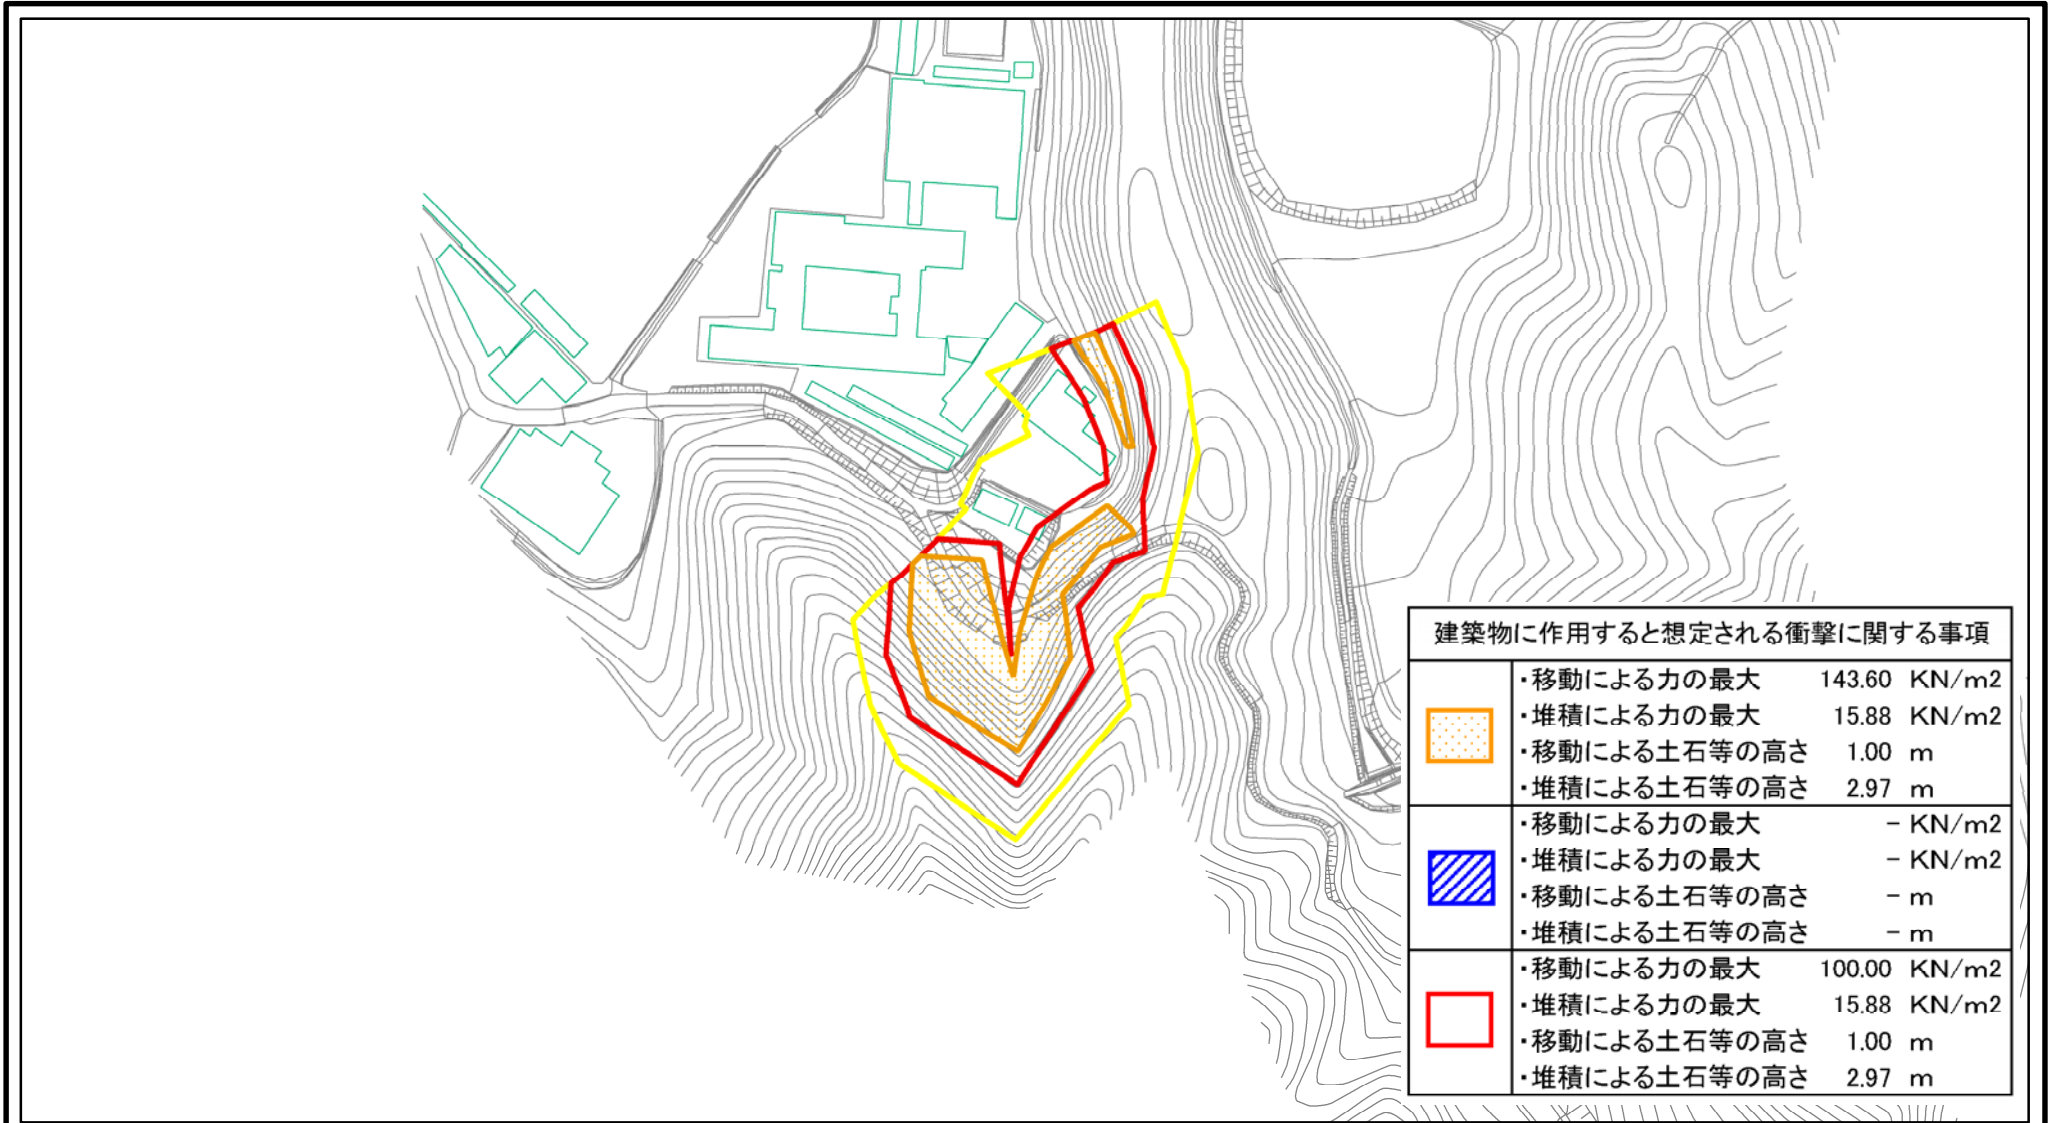 建築物に作用すると想定される衝撃に関する事項
・移動による力の最大 143.60 KN/m2
・堆積による力の最大 15.88 KN/m2
・移動による土石等の高さ 1.00 m
・堆積による土石等の高さ 2.97 m
・移動による力の最大 - KN/m2
・堆積による力の最大 - KN/m2
・移動による土石等の高さ - m
・堆積による土石等の高さ - m
・移動による力の最大 100.00 KN/m2
・堆積による力の最大 15.88 KN/m2
・移動による土石等の高さ 1.00 m
・堆積による土石等の高さ 2.97 m